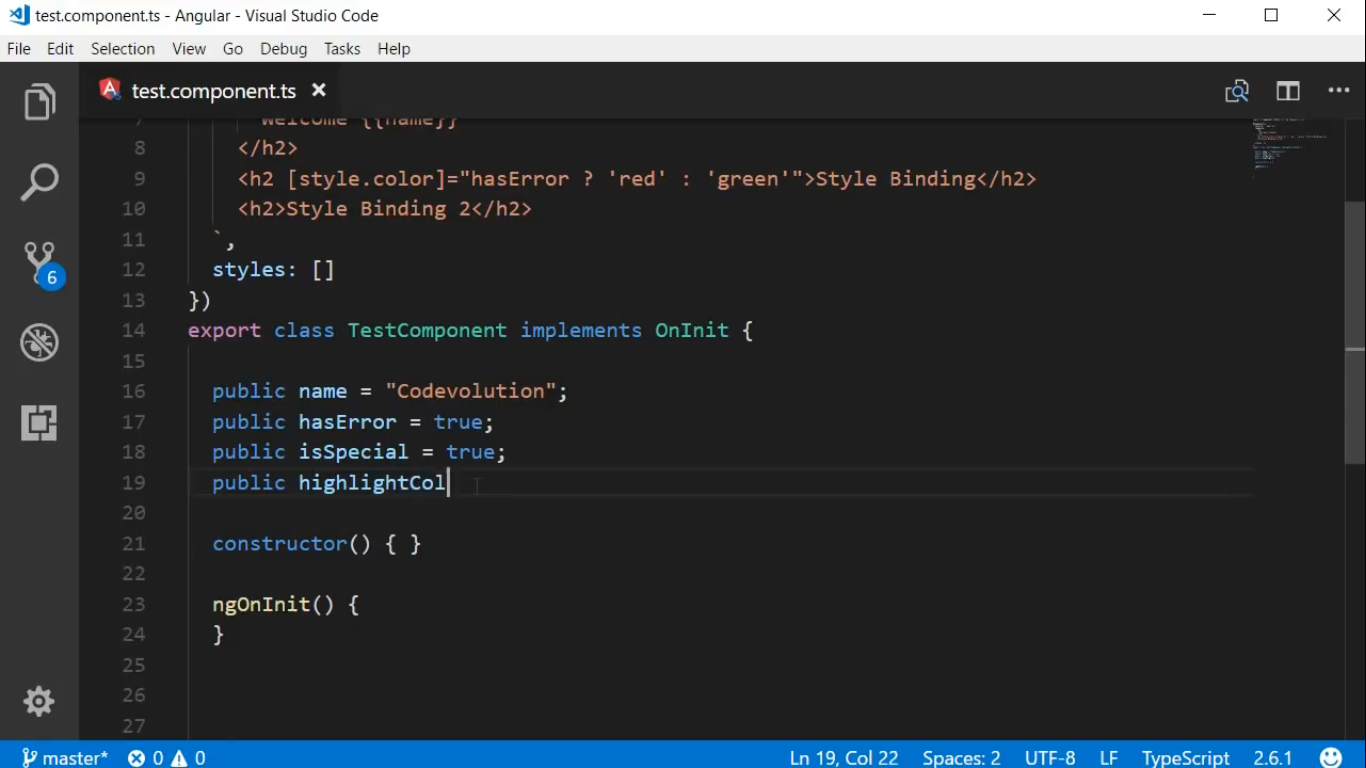 test.component.ts - Angular - Visual Studio Code
File Edit Selection View Go Debug Tasks Help
test.component.ts
7 Welcome {{name}}
8 </h2>
9 <h2 [style.color]="hasError ? 'red' : 'green'">Style Binding</h2>
10 <h2>Style Binding 2</h2>
11 `,
12 styles: []
13 })
14 export class TestComponent implements OnInit {
15
16 public name = "Codevolution";
17 public hasError = true;
18 public isSpecial = true;
19 public highlightCol
20
21 constructor() { }
22
23 ngOnInit() {
24 }
25
26
27
6
master* 0 0 Ln 19, Col 22 Spaces: 2 UTF-8 LF TypeScript 2.6.1